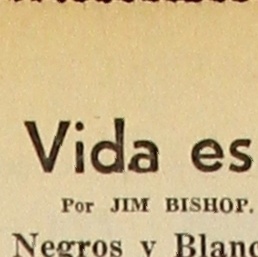 Vida es
Por JIM BISHOP.
Negros y Blanc